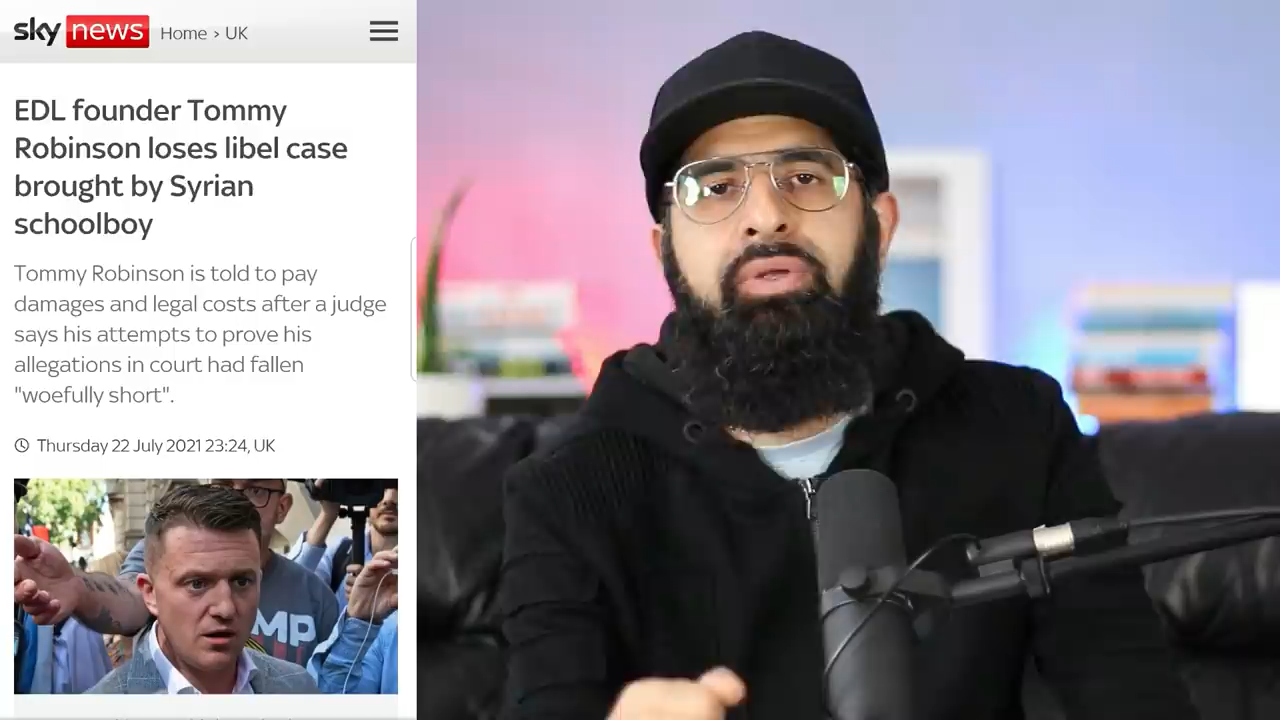 sky news Home > UK
EDL founder Tommy
Robinson loses libel case
brought by Syrian
schoolboy
Tommy Robinson is told to pay
damages and legal costs after a judge
says his attempts to prove his
allegations in court had fallen
"woefully short".
Thursday 22 July 2021 23:24, UK
MP